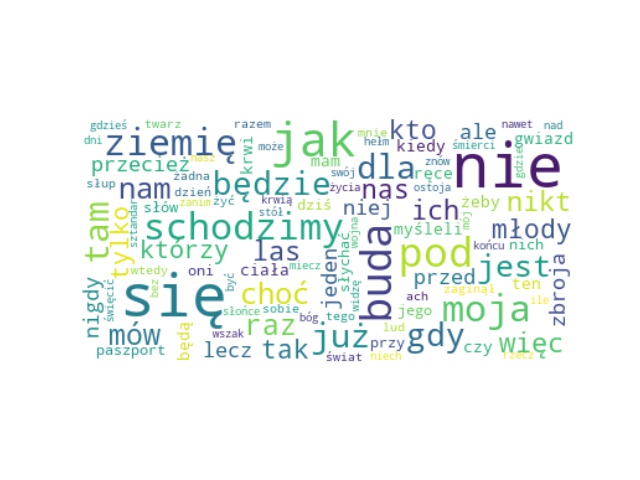 gdzieś twarz razem mnie kto ale nawet nad
dni ziemię jak hełm kiedy śmierci gwiazd
przecież nasz krwi może mam dla ręce znów nie gdzieś
słup żadna będzie swój nas ostoja nikt
nam dzień żyć krwią życia ich żeby
tam tylko sztandar słów zanim stół dziś niej mój młody
schodzimy wojna myśleli
którzy las słychać buda pod końcu nich
wtedy oni ciała miecz jeden jest
nigdy święcić bez się być choć widzę przed zaginął ten zbroja
słońce sobie tego ach jego moja ile
mów będą raz bóg już lud gdy więc
paszport wszak lecz tak świat przy niech czy rzecz